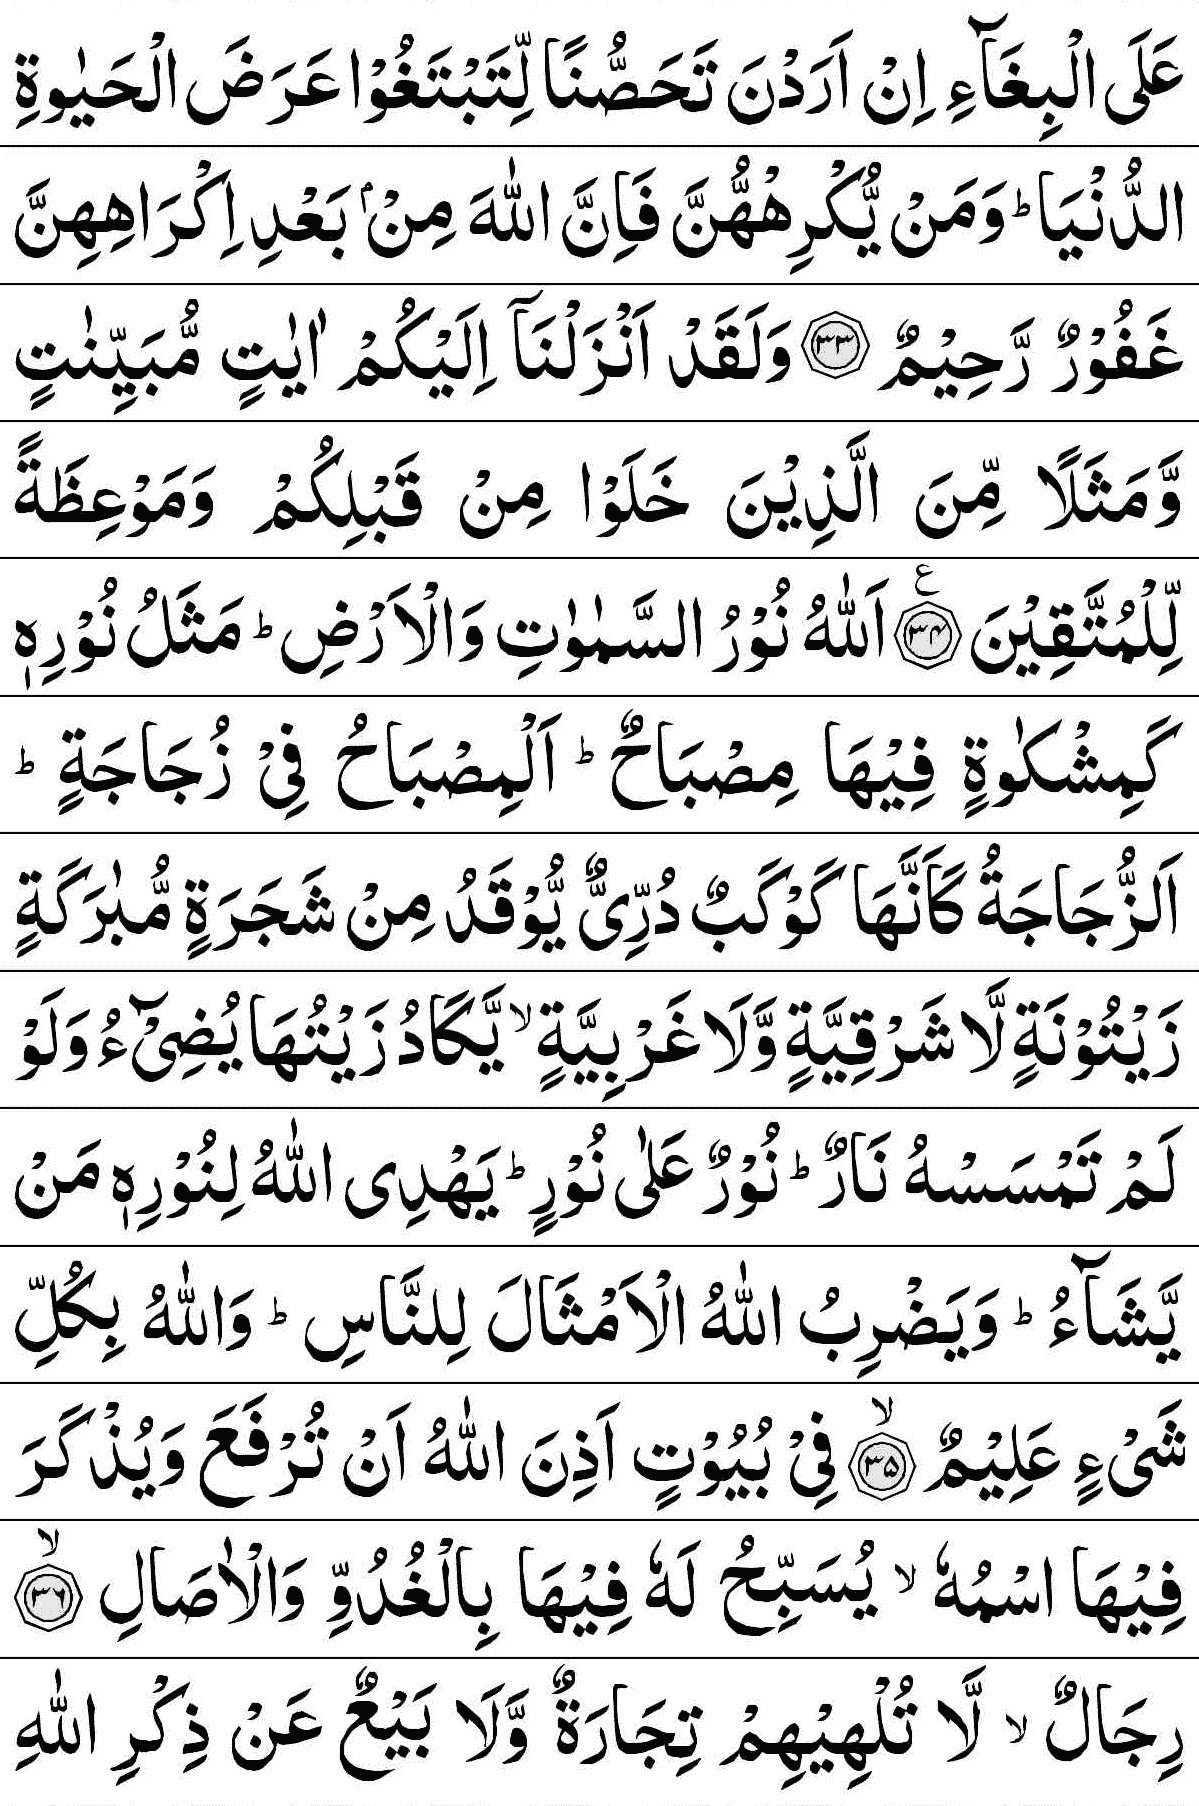 عَلَى الْبِغَآءِ اِنْ اَرَدْنَ تَحَصُّنًا لِّتَبْتَغُوْا عَرَضَ الْحَيٰوةِ
الدُّنْيَا ؕ وَمَنْ يُّكْرِهْهُّنَّ فَاِنَّ اللّٰهَ مِنْۢ بَعْدِ اِكْرَاهِهِنَّ
غَفُوْرٌ رَّحِيْمٌ ۝۳۳ وَلَقَدْ اَنْزَلْنَاۤ اِلَيْكُمْ اٰيٰتٍ مُّبَيِّنٰتٍ
وَّمَثَلًا مِّنَ الَّذِيْنَ خَلَوْا مِنْ قَبْلِكُمْ وَمَوْعِظَةً
لِّلْمُتَّقِيْنَ ۝۳۴ ع اَللّٰهُ نُوْرُ السَّمٰوٰتِ وَالْاَرْضِ ؕ مَثَلُ نُوْرِهٖ
كَمِشْكٰوةٍ فِيْهَا مِصْبَاحٌ ؕ اَلْمِصْبَاحُ فِيْ زُجَاجَةٍ ؕ
اَلزُّجَاجَةُ كَاَنَّهَا كَوْكَبٌ دُرِّىٌّ يُّوْقَدُ مِنْ شَجَرَةٍ مُّبٰرَكَةٍ
زَيْتُوْنَةٍ لَّا شَرْقِيَّةٍ وَّلَا غَرْبِيَّةٍ ۙ يَّكَادُ زَيْتُهَا يُضِىْٓءُ وَلَوْ
لَمْ تَمْسَسْهُ نَارٌ ؕ نُوْرٌ عَلٰى نُوْرٍ ؕ يَهْدِى اللّٰهُ لِنُوْرِهٖ مَنْ
يَّشَآءُ ؕ وَيَضْرِبُ اللّٰهُ الْاَمْثَالَ لِلنَّاسِ ؕ وَاللّٰهُ بِكُلِّ
شَىْءٍ عَلِيْمٌ ۝۳۵ ۙ فِيْ بُيُوْتٍ اَذِنَ اللّٰهُ اَنْ تُرْفَعَ وَيُذْكَرَ
فِيْهَا اسْمُهٗ ۙ يُسَبِّحُ لَهٗ فِيْهَا بِالْغُدُوِّ وَالْاٰصَالِ ۝۳۶ ۙ
رِجَالٌ ۙ لَّا تُلْهِيْهِمْ تِجَارَةٌ وَّلَا بَيْعٌ عَنْ ذِكْرِ اللّٰهِ